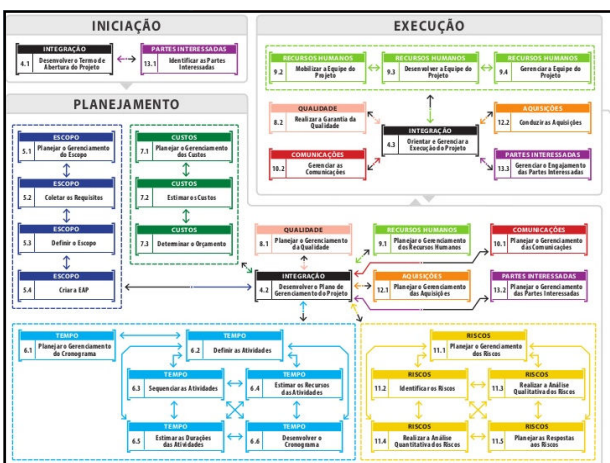 INICIAÇÃO
INTEGRAÇÃO
4.1
Desenvolver o Termo de
Abertura do Projeto
PARTES INTERESSADAS
13.1
Identificar as Partes
Interessadas
EXECUÇÃO
RECURSOS HUMANOS
9.2
Mobilizar a Equipe do
Projeto
RECURSOS HUMANOS
9.3
Desenvolver a Equipe do
Projeto
RECURSOS HUMANOS
9.4
Gerenciar a Equipe do
Projeto
QUALIDADE
8.2
Realizar a Garantia da
Qualidade
AQUISIÇÕES
12.2
Conduzir as Aquisições
INTEGRAÇÃO
4.3
Orientar e Gerenciar a
Execução do Projeto
COMUNICAÇÕES
10.2
Gerenciar as
Comunicações
PARTES INTERESSADAS
13.3
Gerenciar o Engajamento
das Partes Interessadas
PLANEJAMENTO
ESCOPO
5.1
Planejar o Gerenciamento
do Escopo
ESCOPO
5.2
Coletar os Requisitos
ESCOPO
5.3
Definir o Escopo
ESCOPO
5.4
Criar a EAP
CUSTOS
7.1
Planejar o Gerenciamento
dos Custos
CUSTOS
7.2
Estimar os Custos
CUSTOS
7.3
Determinar o Orçamento
QUALIDADE
8.1
Planejar o Gerenciamento
da Qualidade
RECURSOS HUMANOS
9.1
Planejar o Gerenciamento
dos Recursos Humanos
COMUNICAÇÕES
10.1
Planejar o Gerenciamento
das Comunicações
INTEGRAÇÃO
4.2
Desenvolver o Plano de
Gerenciamento do Projeto
AQUISIÇÕES
12.1
Planejar o Gerenciamento
das Aquisições
PARTES INTERESSADAS
13.2
Planejar o Gerenciamento
das Partes Interessadas
TEMPO
6.1
Planejar o Gerenciamento
do Cronograma
TEMPO
6.2
Definir as Atividades
TEMPO
6.3
Sequenciar as Atividades
TEMPO
6.4
Estimar os Recursos
das Atividades
TEMPO
6.5
Estimar as Durações
das Atividades
TEMPO
6.6
Desenvolver o
Cronograma
RISCOS
11.1
Planejar o Gerenciamento
dos Riscos
RISCOS
11.2
Identificar os Riscos
RISCOS
11.3
Realizar a Análise
Qualitativa dos Riscos
RISCOS
11.4
Realizar a Análise
Quantitativa dos Riscos
RISCOS
11.5
Planejar as Respostas
aos Riscos